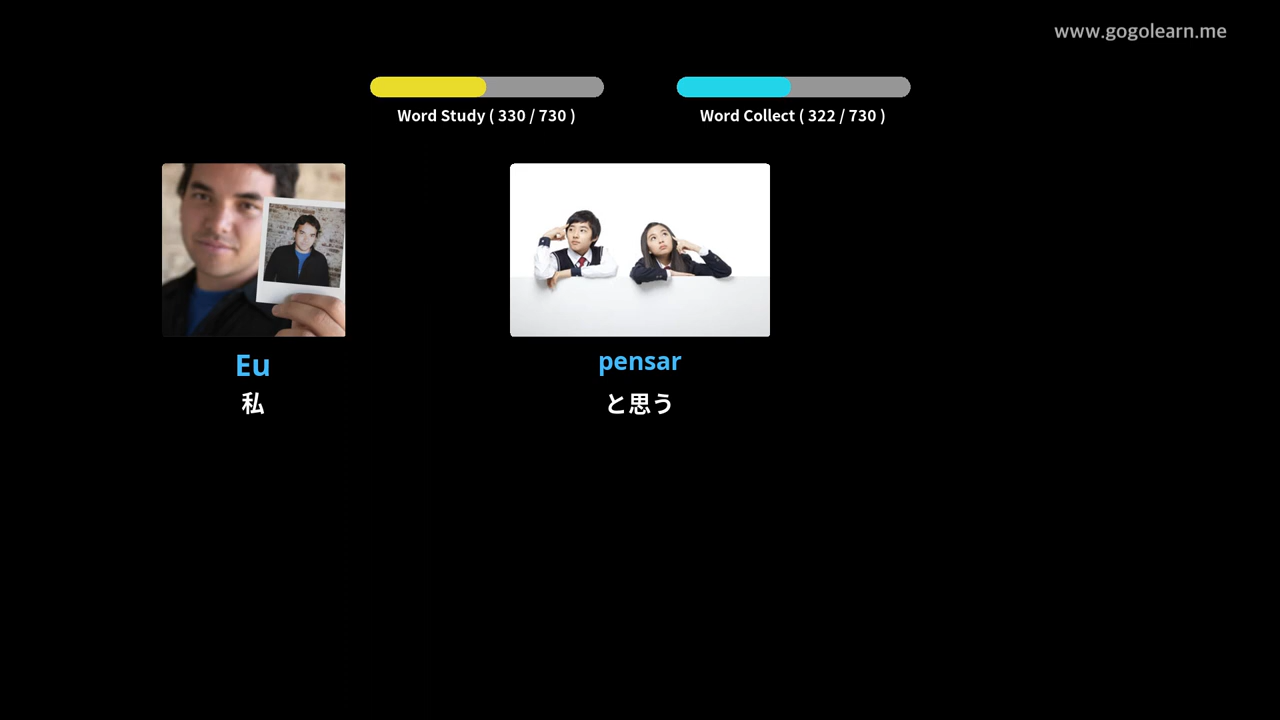 www.gogolearn.me
Word Study ( 330 / 730 )
Word Collect ( 322 / 730 )
Eu
私
pensar
と思う